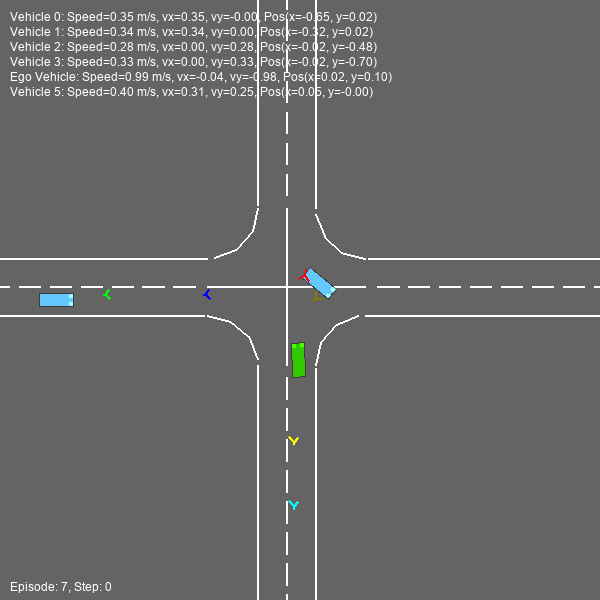 Vehicle 0: Speed=0.35 m/s, vx=0.35, vy=-0.00, Pos(x=-0.65, y=0.02)
Vehicle 1: Speed=0.34 m/s, vx=0.34, vy=0.00, Pos(x=-0.32, y=0.02)
Vehicle 2: Speed=0.28 m/s, vx=0.00, vy=0.28, Pos(x=-0.02, y=-0.48)
Vehicle 3: Speed=0.33 m/s, vx=0.00, vy=0.33, Pos(x=-0.02, y=-0.70)
Ego Vehicle: Speed=0.99 m/s, vx=-0.04, vy=-0.98, Pos(x=0.02, y=0.10)
Vehicle 5: Speed=0.40 m/s, vx=0.31, vy=0.25, Pos(x=0.05, y=-0.00)
Episode: 7, Step: 0